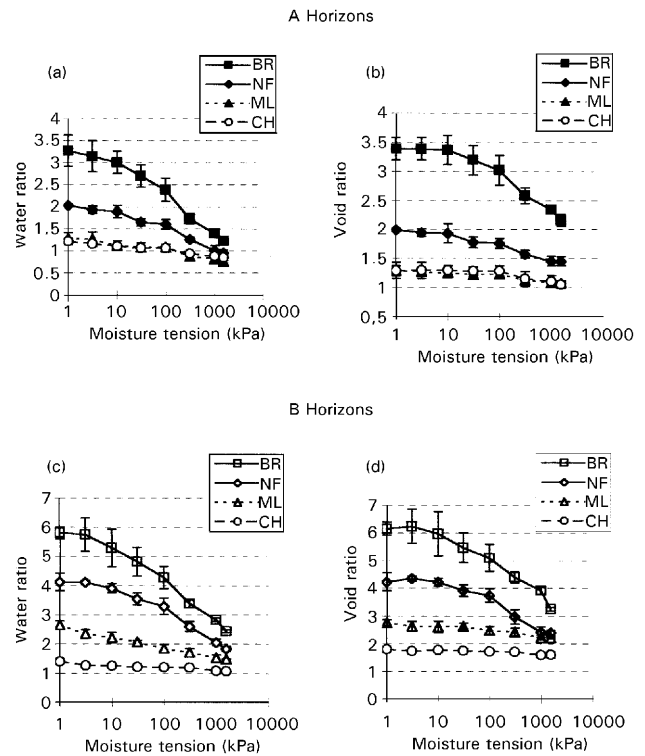 A Horizons
(a)
BR
NF
ML
CH
4
3.5
3
2.5
2
1.5
1
0.5
0
Water ratio
1 10 100 1000 10000
Moisture tension (kPa)
(b)
BR
NF
ML
CH
4
3.5
3
2.5
2
1.5
1
0,5
Void ratio
1 10 100 1000 10000
Moisture tension (kPa)
B Horizons
(c)
BR
NF
ML
CH
7
6
5
4
3
2
1
0
Water ratio
1 10 100 1000 10000
Moisture tension (kPa)
(d)
BR
NF
ML
CH
7
6
5
4
3
2
1
0
Void ratio
1 10 100 1000 10000
Moisture tension (kPa)